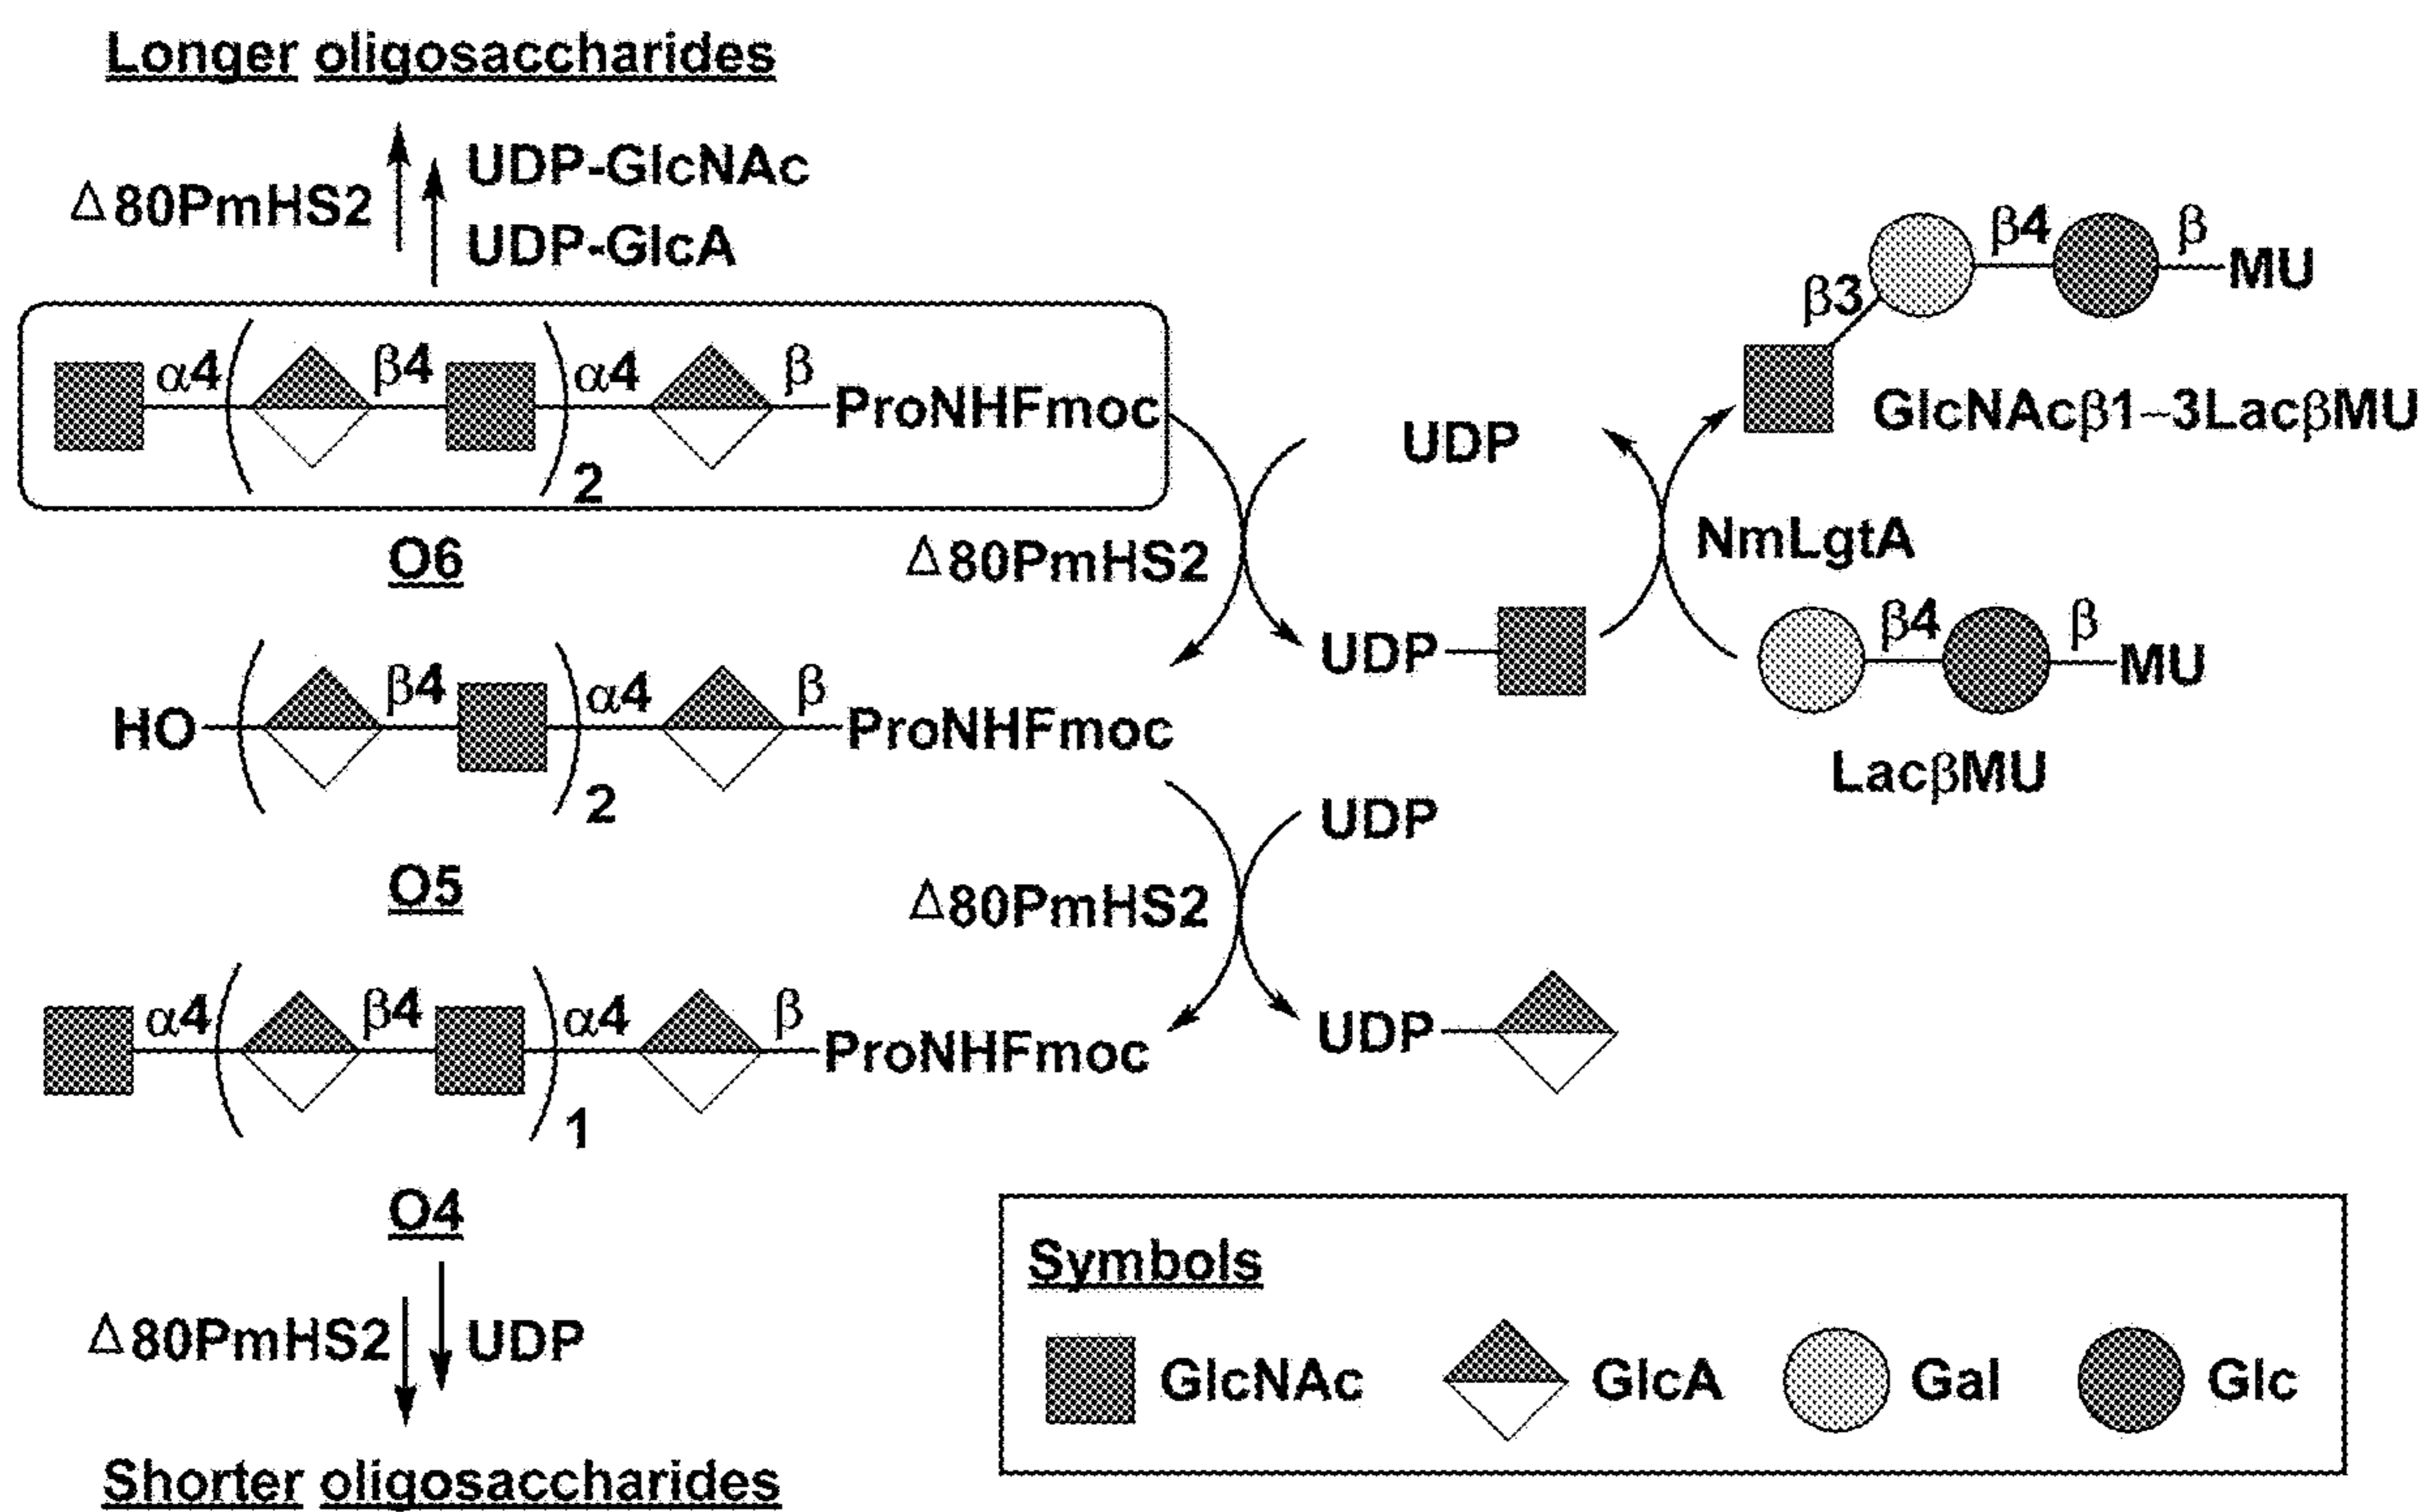 Longer oligosaccharides
Δ80PmHS2
UDP-GlcNAc
UDP-GlcA
α4
β4
α4
β
ProNHFmoc
2
O6
Δ80PmHS2
UDP
UDP
NmLgtA
β3
β4
β
MU
GlcNAcβ1–3LacβMU
β4
β
MU
LacβMU
HO
β4
α4
β
ProNHFmoc
2
O5
Δ80PmHS2
UDP
UDP
α4
β4
α4
β
ProNHFmoc
1
O4
Δ80PmHS2
UDP
Shorter oligosaccharides
Symbols
GlcNAc
GlcA
Gal
Glc